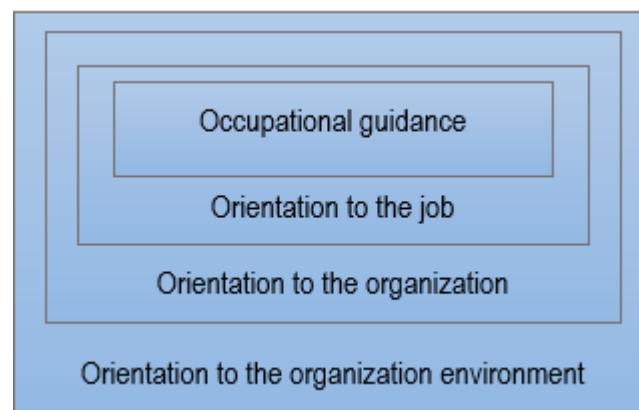 Occupational guidance
Orientation to the job
Orientation to the organization
Orientation to the organization environment